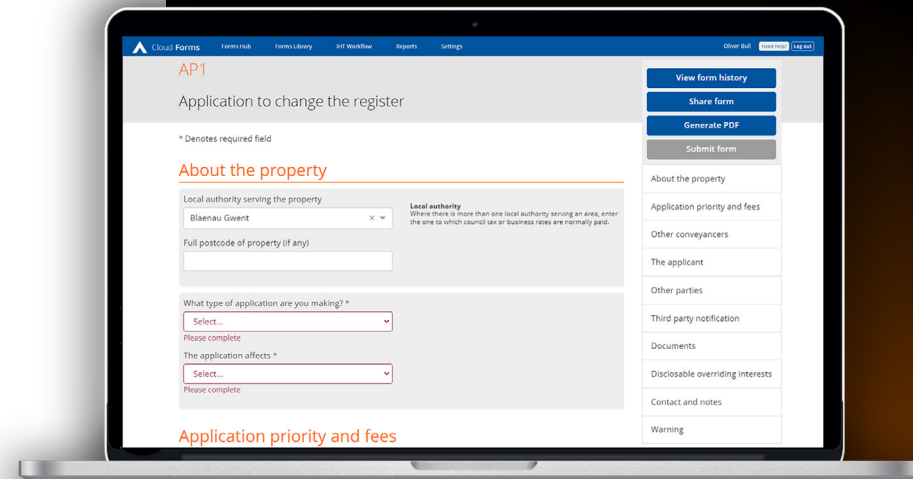 Cloud Forms
Forms Hub
Forms Library
IHT Workflow
Reports
Settings
Oliver Bull
Need help?
Log out
AP1
Application to change the register
View form history
Share form
Generate PDF
Submit form
* Denotes required field
About the property
Local authority serving the property
Blaenau Gwent
Full postcode of property (if any)
Local authority
Where there is more than one local authority serving an area, enter
the one to which council tax or business rates are normally paid.
What type of application are you making? *
Select...
Please complete
The application affects *
Select...
Please complete
Application priority and fees
About the property
Application priority and fees
Other conveyancers
The applicant
Other parties
Third party notification
Documents
Disclosable overriding interests
Contact and notes
Warning